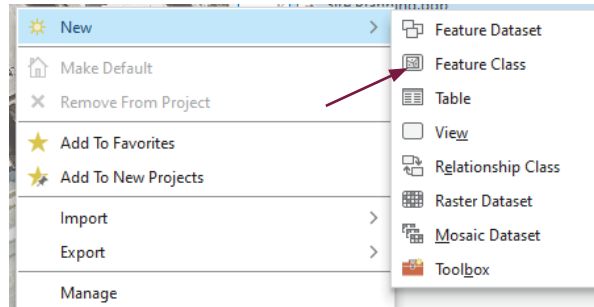 New
Make Default
Remove From Project
Add To Favorites
Add To New Projects
Import
Export
Manage
Feature Dataset
Feature Class
Table
View
Relationship Class
Raster Dataset
Mosaic Dataset
Toolbox